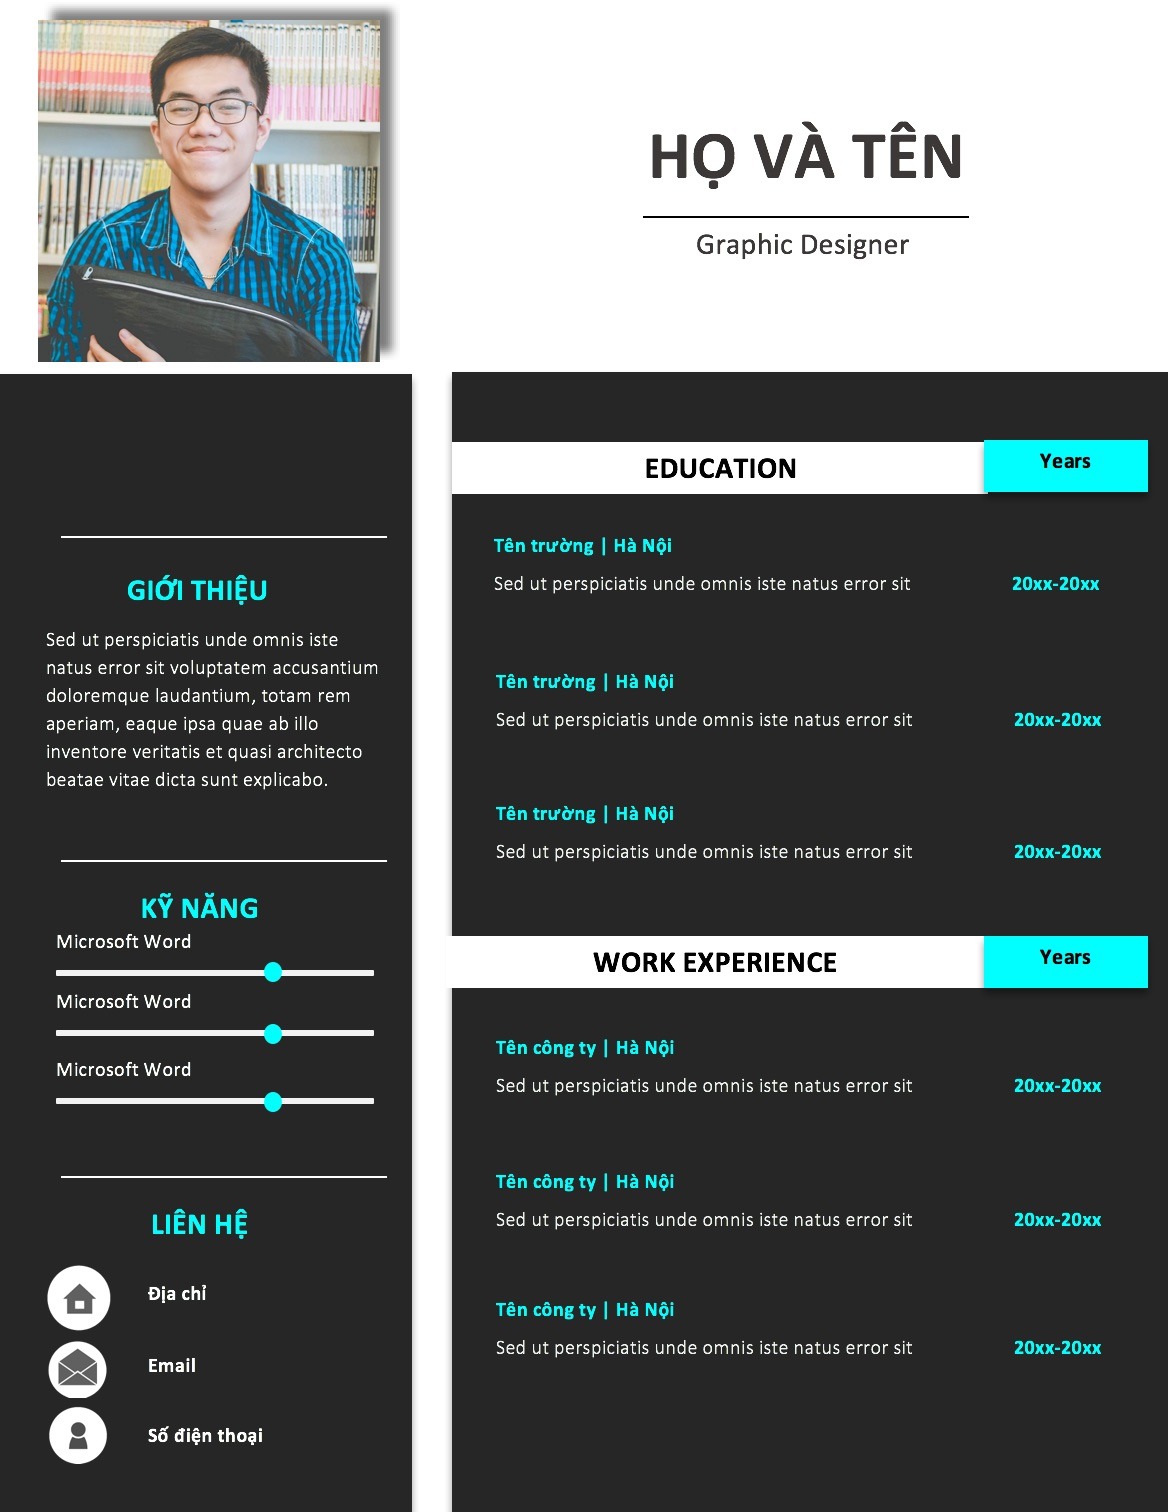 HỌ VÀ TÊN
Graphic Designer
GIỚI THIỆU
Sed ut perspiciatis unde omnis iste
natus error sit voluptatem accusantium
doloremque laudantium, totam rem
aperiam, eaque ipsa quae ab illo
inventore veritatis et quasi architecto
beatae vitae dicta sunt explicabo.
KỸ NĂNG
Microsoft Word
Microsoft Word
Microsoft Word
LIÊN HỆ
Địa chỉ
Email
Số điện thoại
EDUCATION Years
Tên trường | Hà Nội
Sed ut perspiciatis unde omnis iste natus error sit 20xx-20xx
Tên trường | Hà Nội
Sed ut perspiciatis unde omnis iste natus error sit 20xx-20xx
Tên trường | Hà Nội
Sed ut perspiciatis unde omnis iste natus error sit 20xx-20xx
WORK EXPERIENCE Years
Tên công ty | Hà Nội
Sed ut perspiciatis unde omnis iste natus error sit 20xx-20xx
Tên công ty | Hà Nội
Sed ut perspiciatis unde omnis iste natus error sit 20xx-20xx
Tên công ty | Hà Nội
Sed ut perspiciatis unde omnis iste natus error sit 20xx-20xx